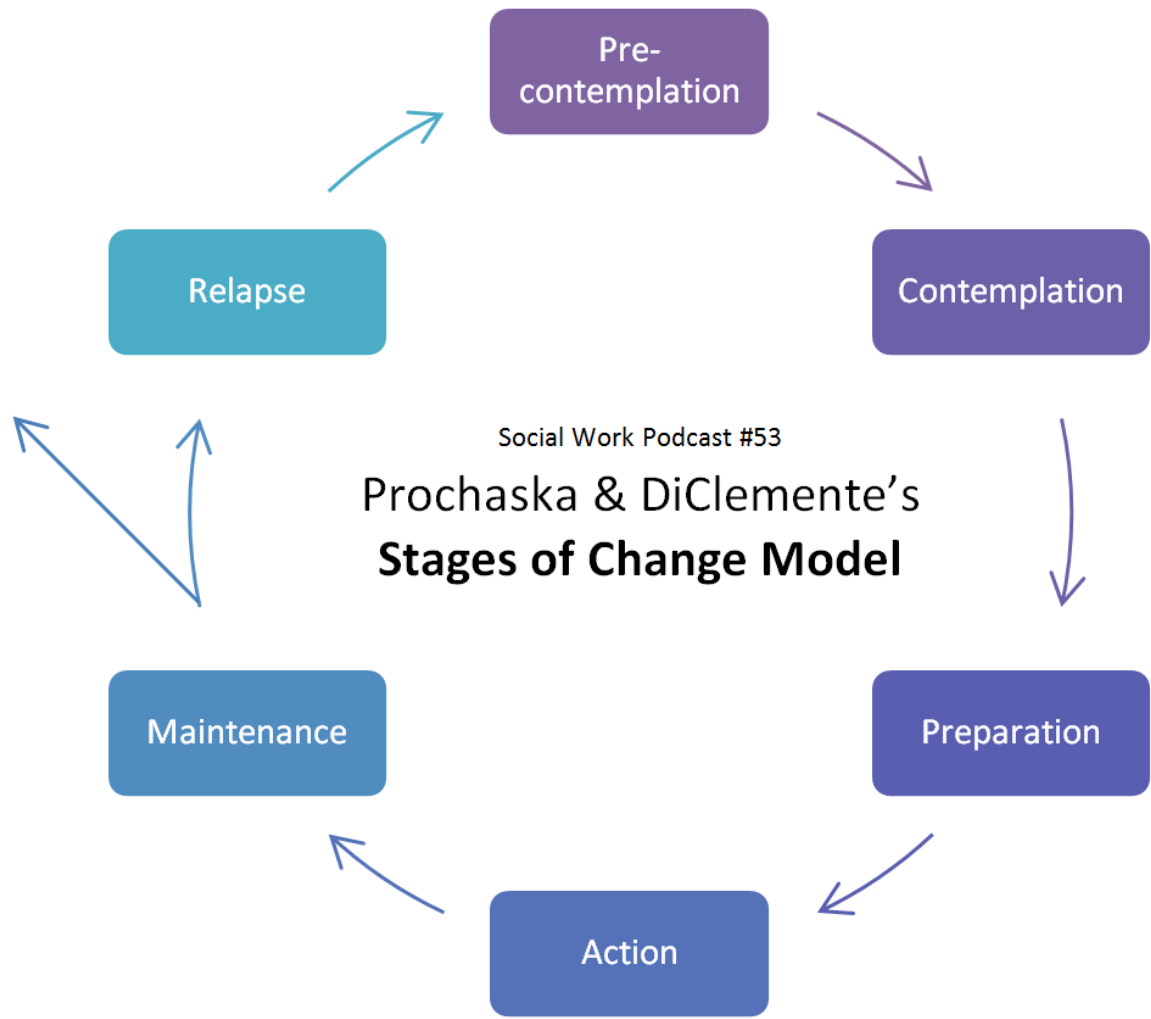 Pre-
contemplation
Contemplation
Preparation
Action
Maintenance
Relapse
Social Work Podcast #53
Prochaska & DiClemente’s
Stages of Change Model